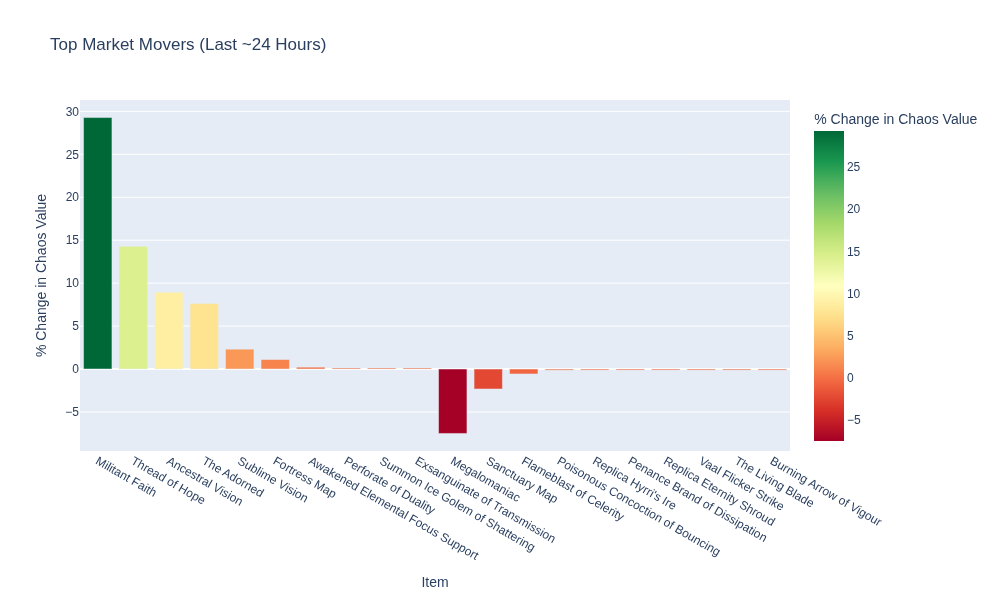 Top Market Movers (Last ~24 Hours)
% Change in Chaos Value
30
25
20
15
10
5
0
−5
% Change in Chaos Value
25
20
15
10
5
0
−5
Militant Faith
Thread of Hope
Ancestral Vision
The Adorned
Sublime Vision
Fortress Map
Awakened Elemental Focus Support
Perforate of Duality
Summon Ice Golem of Shattering
Exsanguinate of Transmission
Megalomaniac
Sanctuary Map
Flameblast of Celerity
Poisonous Concoction of Bouncing
Replica Hyrri's Ire
Penance Brand of Dissipation
Replica Eternity Shroud
Vaal Flicker Strike
The Living Blade
Burning Arrow of Vigour
Item